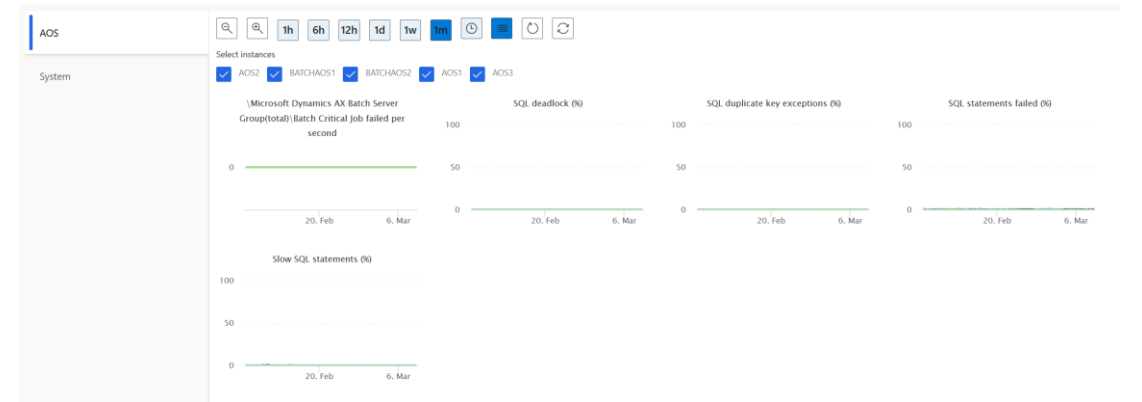 AOS
System
1h 6h 12h 1d 1w 1m
Select instances
AOS2 BATCHAOS1 BATCHAOS2 AOS1 AOS3
\Microsoft Dynamics AX Batch Server
Group(total)\Batch Critical Job failed per
second
0
20. Feb 6. Mar
SQL deadlock (%)
100
50
0
20. Feb 6. Mar
SQL duplicate key exceptions (%)
100
50
0
20. Feb 6. Mar
SQL statements failed (%)
100
50
0
20. Feb 6. Mar
Slow SQL statements (%)
100
50
0
20. Feb 6. Mar